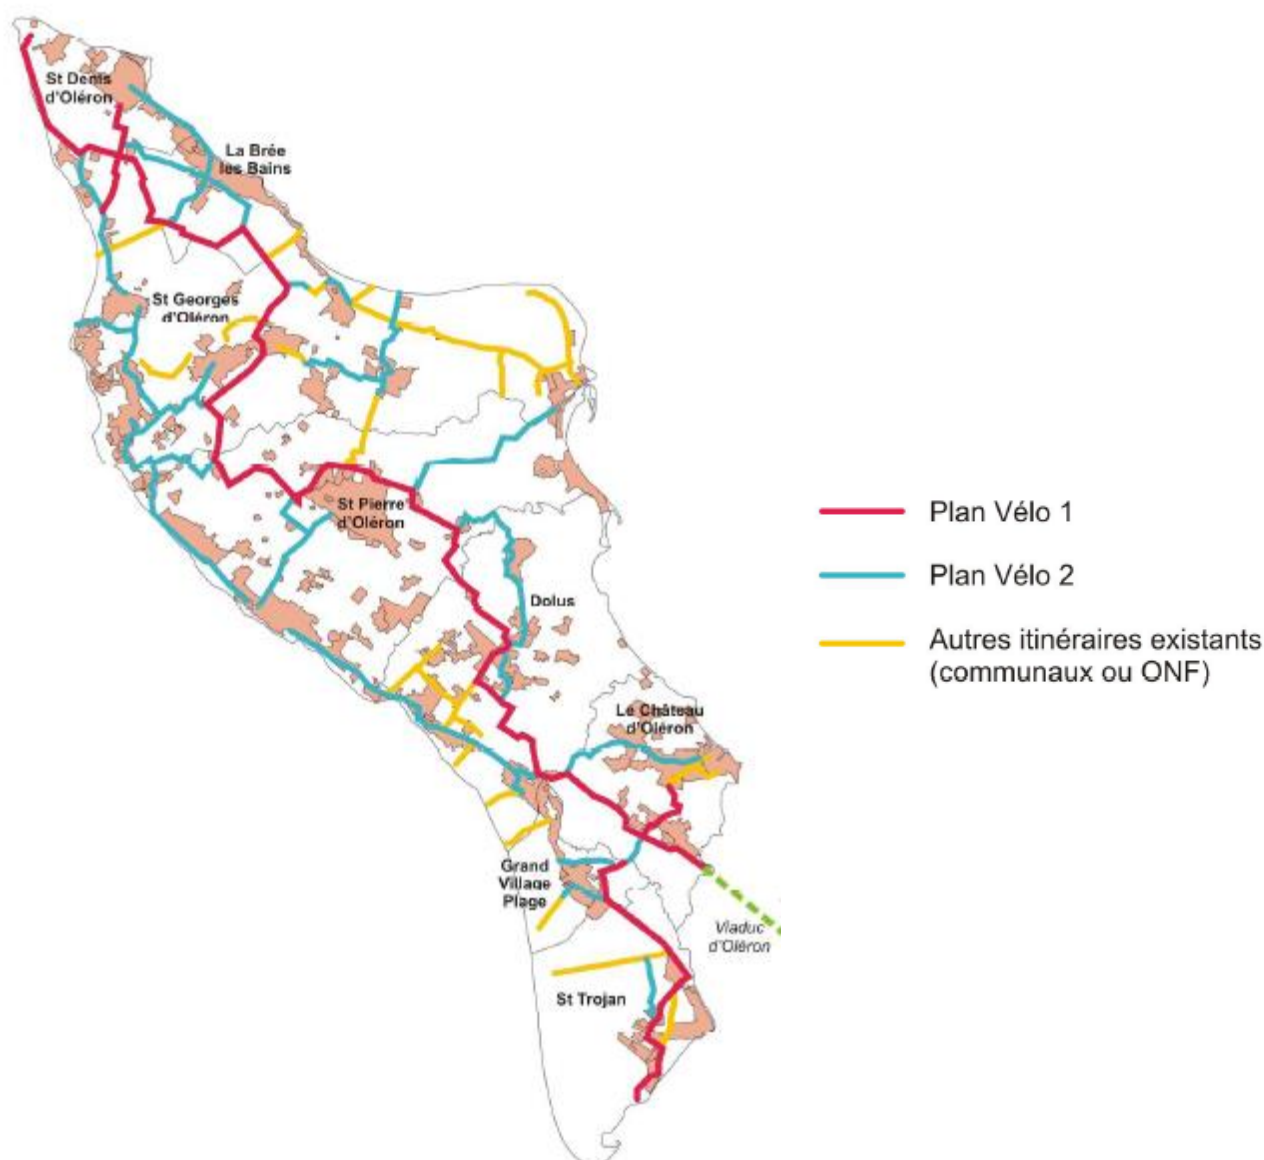 St Denis
d'Oléron
La Brée
les Bains
St Georges
d'Oléron
St Pierre
d'Oléron
Dolus
Le Château
d'Oléron
Grand
Village
Plage
Viaduc
d'Oléron
St Trojan
Plan Vélo 1
Plan Vélo 2
Autres itinéraires existants
(communaux ou ONF)